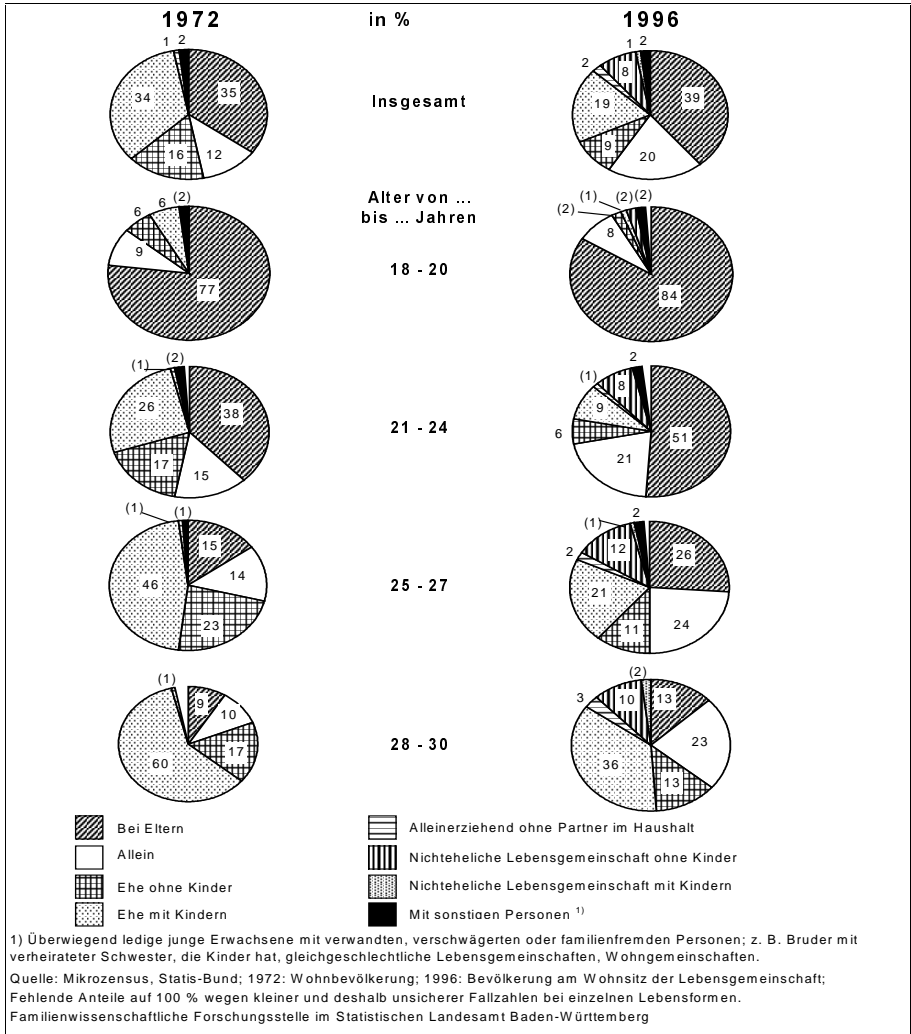 1972 in % 1996
1 2 1 2
35 34 16 12
Insgesamt
2 8 39 19 9 20
Alter von ...
bis ... Jahren
6 6 (2) (1) (2) (2)
(2)
9 8
18 - 20
77 84
(1) (2) 2
(1) 8
26 38 9
21 - 24
6 51
17 15 21
(1) (1) 2
(1)
15 2 12 26
46 14
25 - 27
21
23 11 24
(1) (2)
9 3 10 13
10 23
28 - 30
60 17 36 13
Bei Eltern
Allein
Ehe ohne Kinder
Ehe mit Kindern
Alleinerziehend ohne Partner im Haushalt
Nichteheliche Lebensgemeinschaft ohne Kinder
Nichteheliche Lebensgemeinschaft mit Kindern
Mit sonstigen Personen 1)
1) Überwiegend ledige junge Erwachsene mit verwandten, verschwägerten oder familienfremden Personen; z. B. Bruder mit
verheirateter Schwester, die Kinder hat, gleichgeschlechtliche Lebensgemeinschaften, Wohngemeinschaften.
Quelle: Mikrozensus, Statis-Bund; 1972: Wohnbevölkerung; 1996: Bevölkerung am Wohnsitz der Lebensgemeinschaft;
Fehlende Anteile auf 100 % wegen kleiner und deshalb unsicherer Fallzahlen bei einzelnen Lebensformen.
Familienwissenschaftliche Forschungsstelle im Statistischen Landesamt Baden-Württemberg